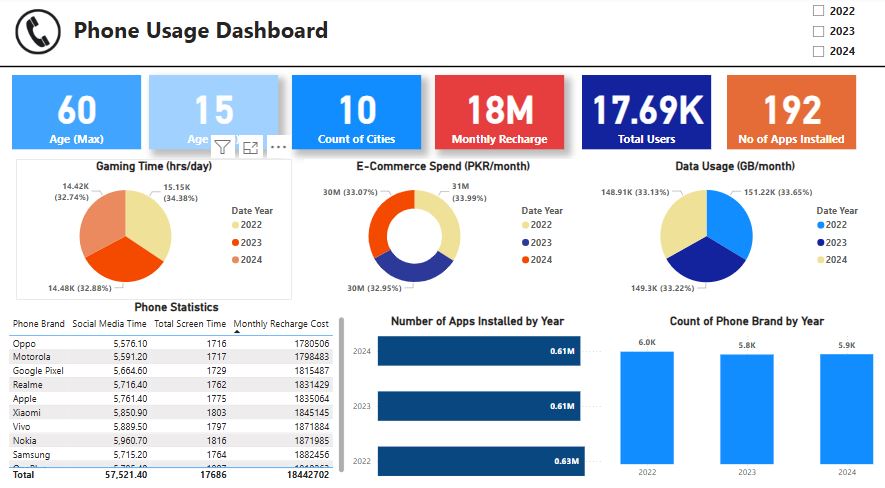 Phone Usage Dashboard
2022
2023
2024
60
Age (Max)
15
Age
10
Count of Cities
18M
Monthly Recharge
17.69K
Total Users
192
No of Apps Installed
Gaming Time (hrs/day)
14.42K
(32.74%)
15.15K
(34.38%)
14.48K (32.88%)
Date Year
2022
2023
2024
E-Commerce Spend (PKR/month)
30M (33.07%)
31M
(33.99%)
30M (32.95%)
Date Year
2022
2023
2024
Data Usage (GB/month)
148.91K (33.13%)
151.22K (33.65%)
149.3K (33.22%)
Date Year
2022
2023
2024
Phone Statistics
Phone Brand Social Media Time Total Screen Time Monthly Recharge Cost
Oppo 5,576.10 1716 1780506
Motorola 5,591.20 1717 1798483
Google Pixel 5,664.60 1729 1815487
Realme 5,716.40 1762 1831429
Apple 5,761.40 1775 1835064
Xiaomi 5,850.90 1803 1845145
Vivo 5,889.50 1797 1871884
Nokia 5,960.70 1816 1871985
Samsung 5,715.20 1764 1882456
Total 57,521.40 17686 18442702
Number of Apps Installed by Year
2024 0.61M
2023 0.61M
2022 0.63M
Count of Phone Brand by Year
6.0K 5.8K 5.9K
2022 2023 2024